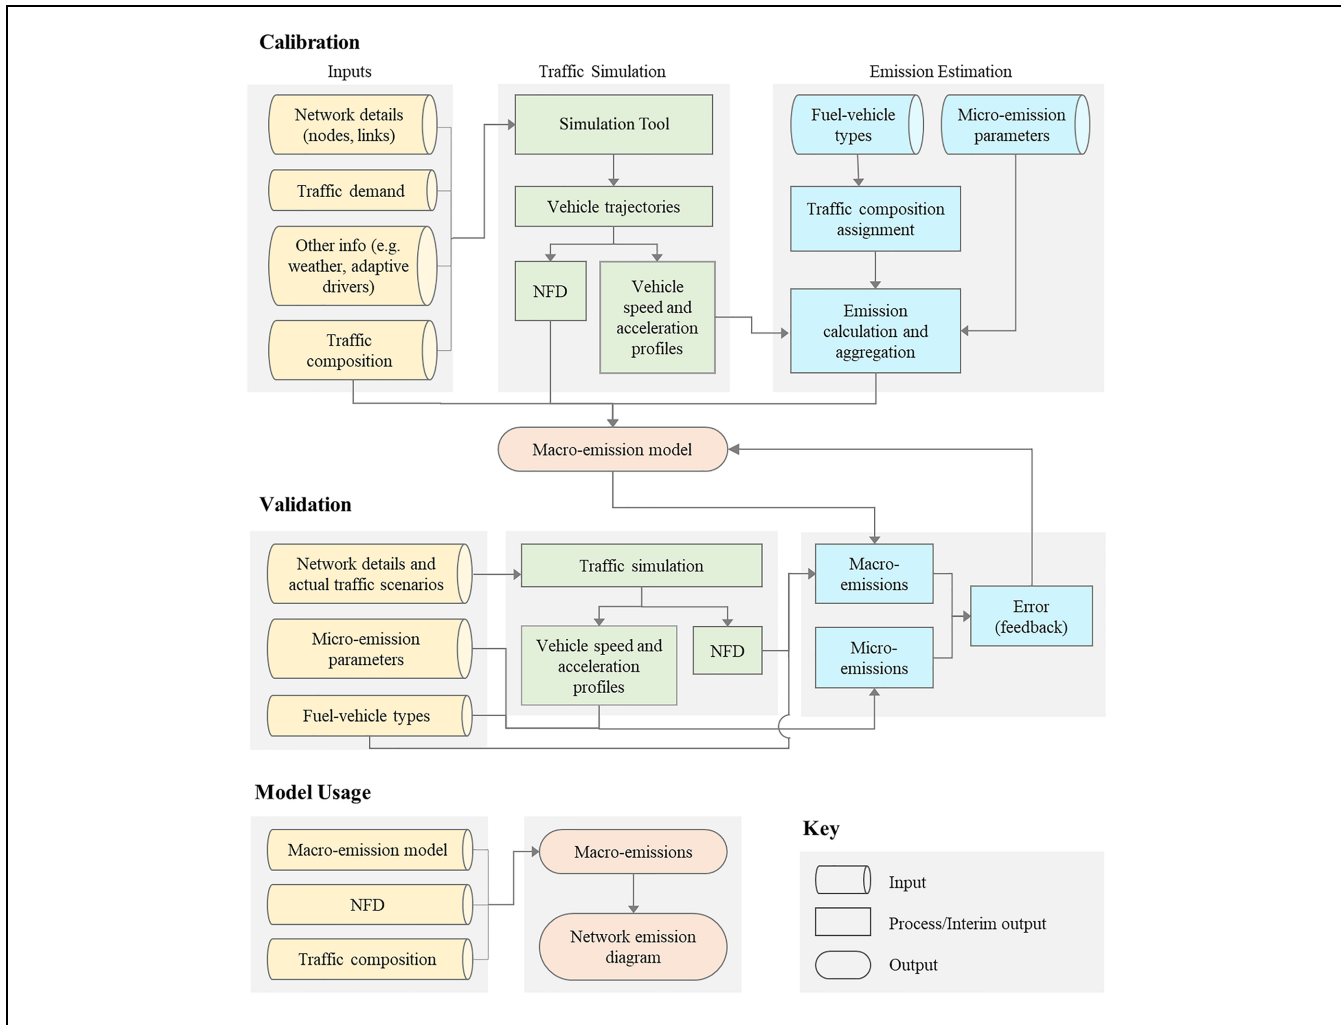 Calibration
Inputs
Traffic Simulation
Emission Estimation
Network details
(nodes, links)
Traffic demand
Other info (e.g.
weather, adaptive
drivers)
Traffic
composition
Simulation Tool
Vehicle trajectories
NFD
Vehicle
speed and
acceleration
profiles
Fuel-vehicle
types
Micro-emission
parameters
Traffic composition
assignment
Emission
calculation and
aggregation
Macro-emission model
Validation
Network details and
actual traffic scenarios
Micro-emission
parameters
Fuel-vehicle types
Traffic simulation
Vehicle speed and
acceleration
profiles
NFD
Macro-
emissions
Micro-
emissions
Error
(feedback)
Model Usage
Macro-emission model
NFD
Traffic composition
Macro-emissions
Network emission
diagram
Key
Input
Process/Interim output
Output